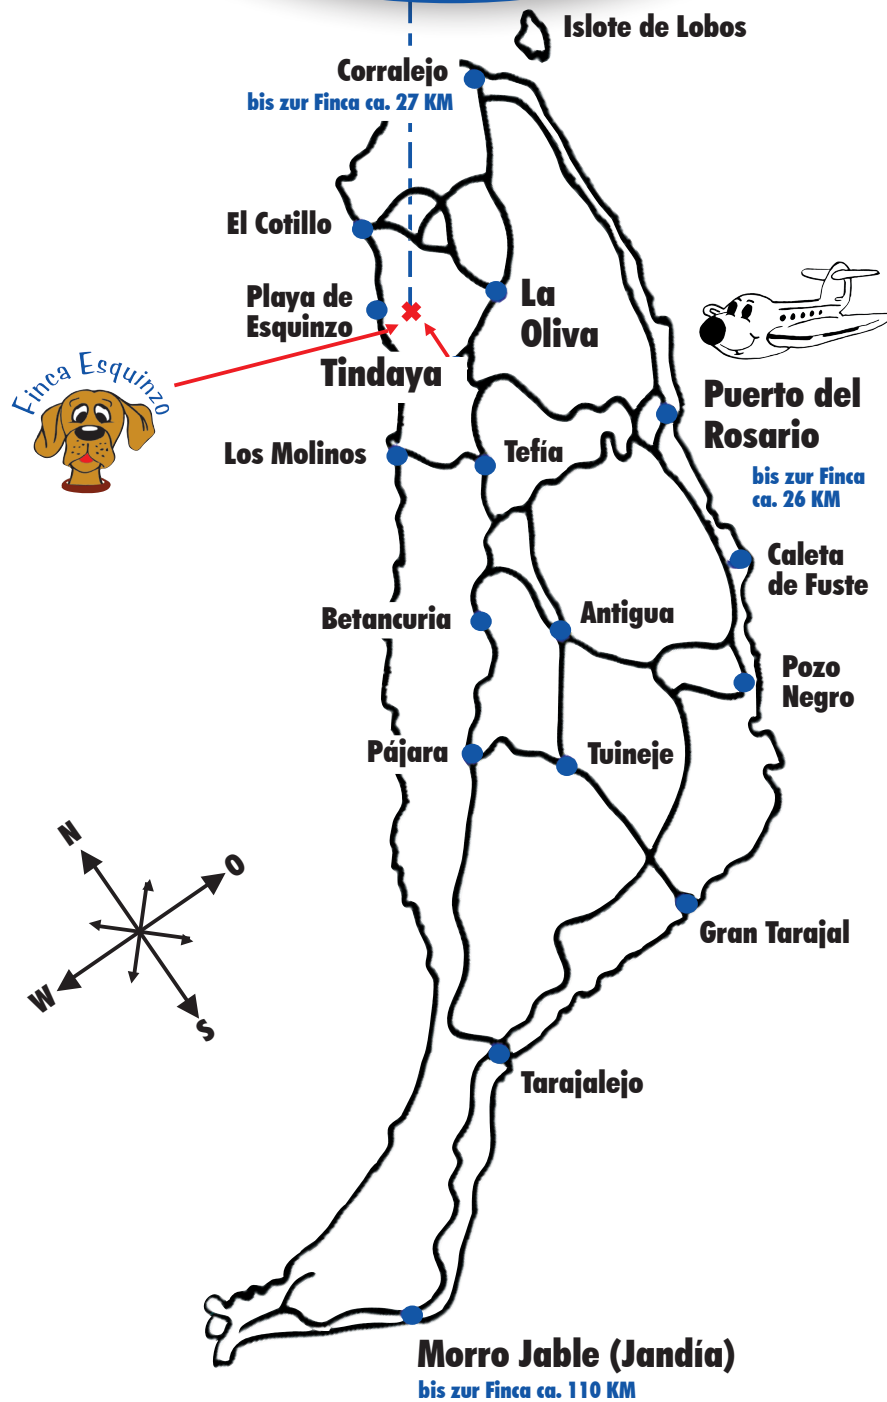 Islote de Lobos
Corralejo
bis zur Finca ca. 27 KM
El Cotillo
Playa de
Esquinzo
La
Oliva
Finca Esquinzo
Tindaya
Puerto del
Rosario
bis zur Finca
ca. 26 KM
Los Molinos
Tefía
Caleta
de Fuste
Betancuria
Antigua
Pozo
Negro
Pájara
Tuineje
N
O
W
S
Gran Tarajal
Tarajalejo
Morro Jable (Jandía)
bis zur Finca ca. 110 KM